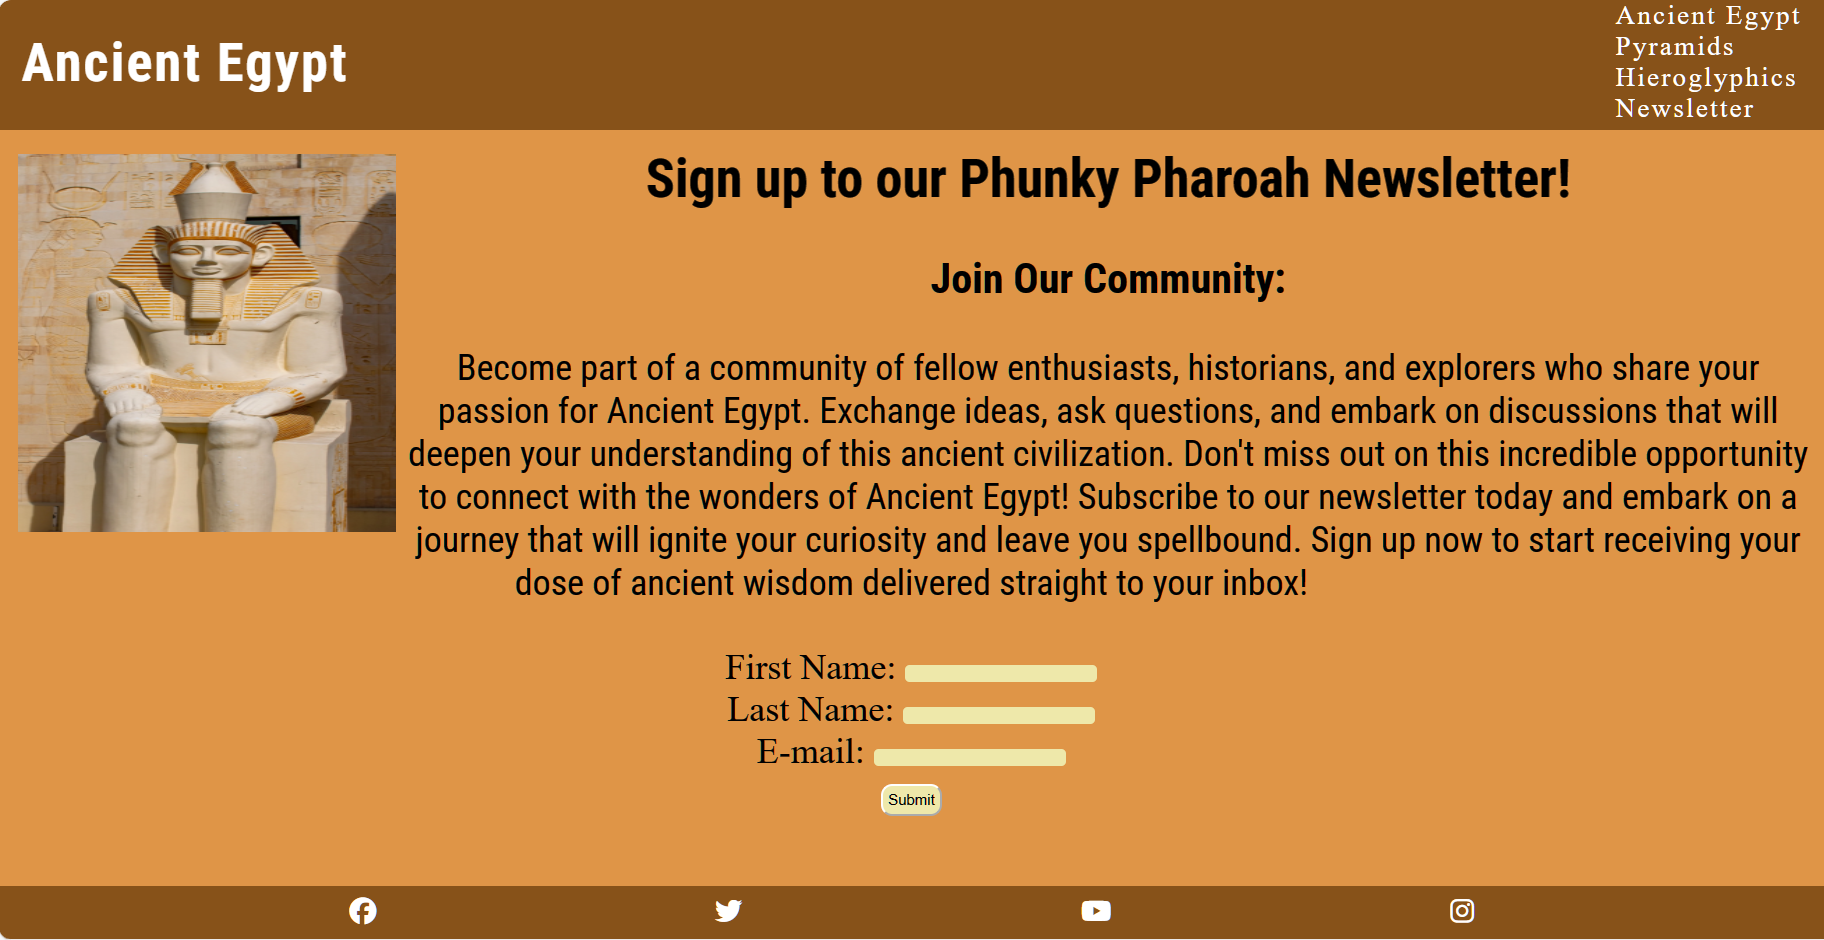 Ancient Egypt
Ancient Egypt
Pyramids
Hieroglyphics
Newsletter
Sign up to our Phunky Pharoah Newsletter!
Join Our Community:
Become part of a community of fellow enthusiasts, historians, and explorers who share your
passion for Ancient Egypt. Exchange ideas, ask questions, and embark on discussions that will
deepen your understanding of this ancient civilization. Don't miss out on this incredible opportunity
to connect with the wonders of Ancient Egypt! Subscribe to our newsletter today and embark on a
journey that will ignite your curiosity and leave you spellbound. Sign up now to start receiving your
dose of ancient wisdom delivered straight to your inbox!
First Name:
Last Name:
E-mail:
Submit